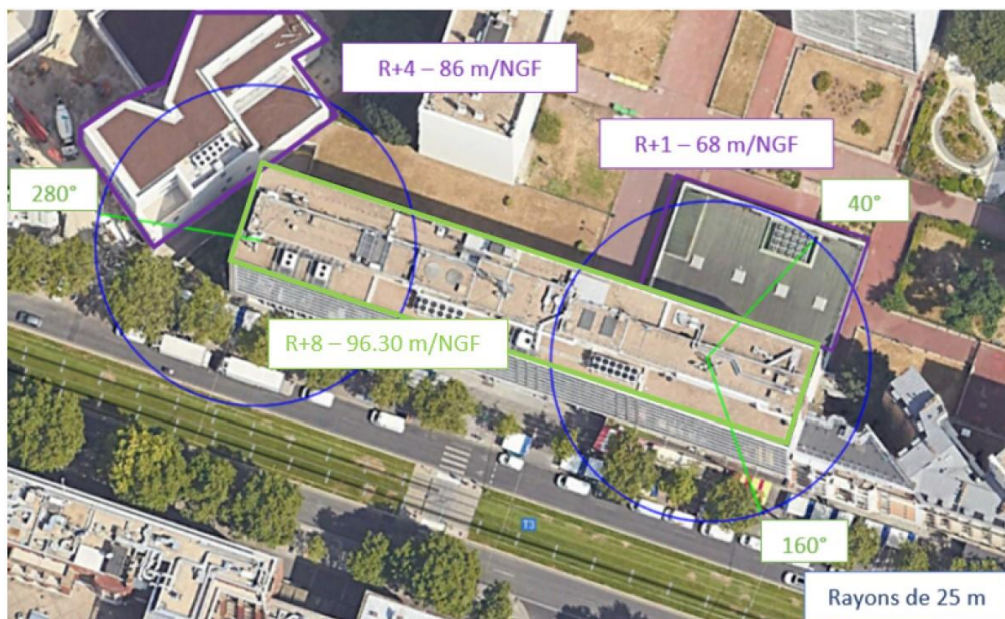 R+4 – 86 m/NGF
R+1 – 68 m/NGF
280°
40°
R+8 – 96.30 m/NGF
T3
160°
Rayons de 25 m